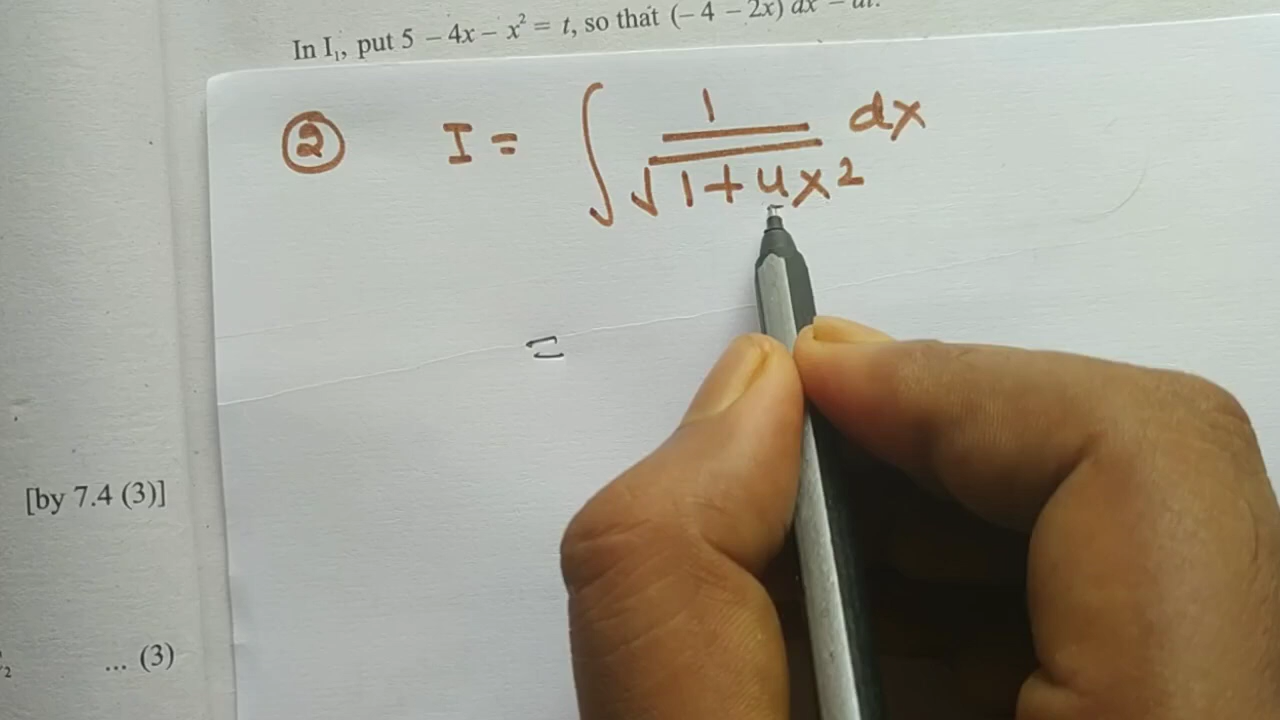 In I₁, put 5 – 4x – x² = t, so that (– 4 – 2x) dx = dt.
② I = ∫ 1/√(1+4x²) dx
=
[by 7.4 (3)]
₂ ... (3)